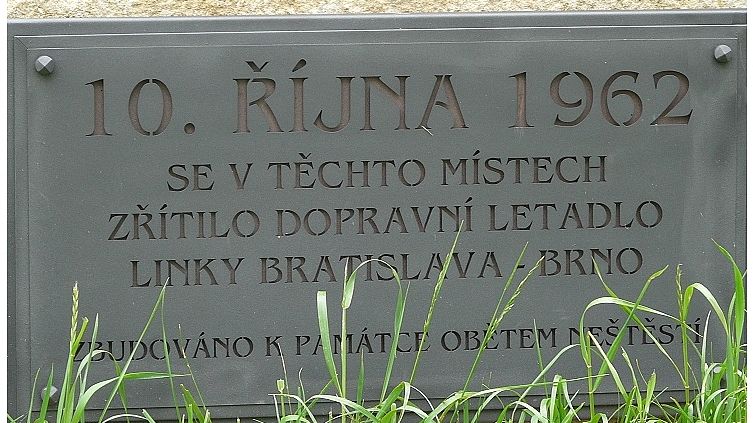 10. ŘÍJNA 1962
SE V TĚCHTO MÍSTECH
ZŘÍTILO DOPRAVNÍ LETADLO
LINKY BRATISLAVA - BRNO
ZBUDOVÁNO K PAMÁTCE OBĚTEM NEŠTĚSTÍ